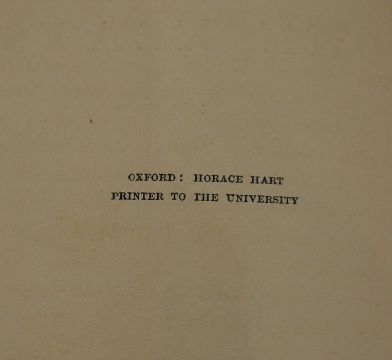 OXFORD: HORACE HART
PRINTER TO THE UNIVERSITY